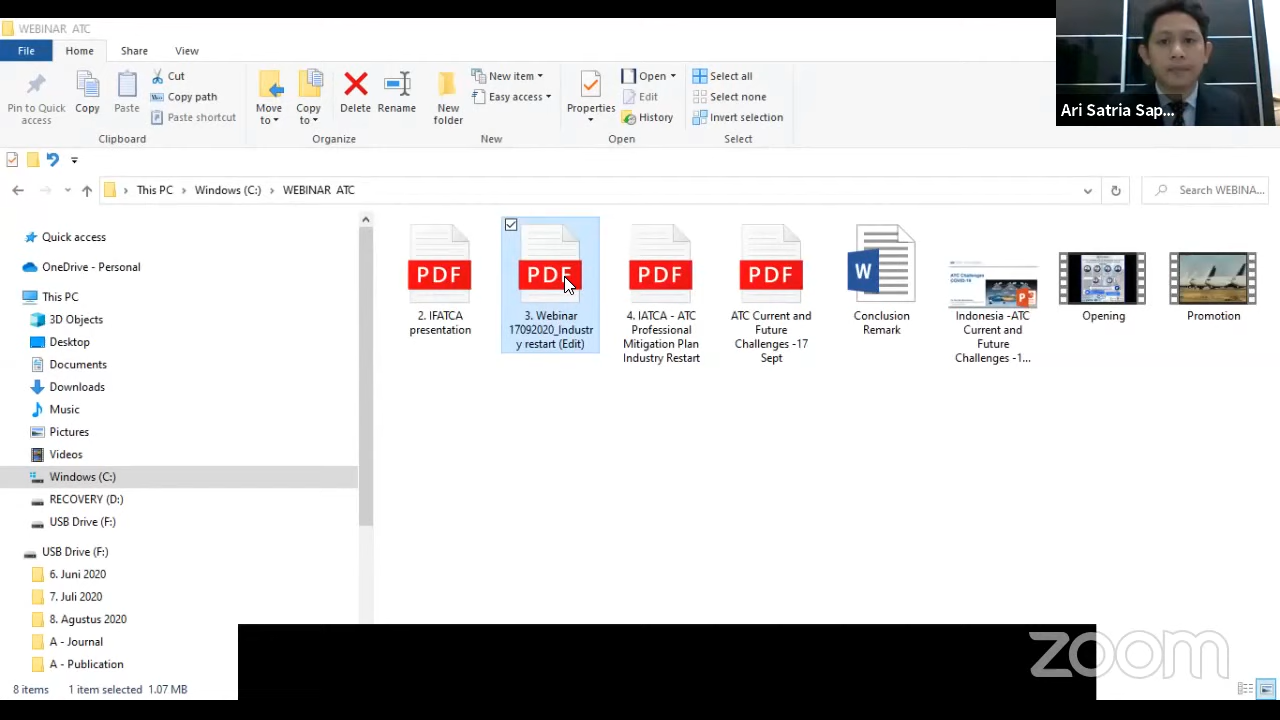 WEBINAR ATC
File
Home
Share
View
Pin to Quick
access
Copy
Paste
Cut
Copy path
Paste shortcut
Clipboard
Move
to
Copy
to
Delete
Rename
Organize
New
folder
New item
Easy access
New
Properties
Open
Edit
History
Open
Select all
Select none
Invert selection
Select
Ari Satria Sap...
This PC
Windows (C:)
WEBINAR ATC
Search WEBINA...
Quick access
OneDrive - Personal
This PC
3D Objects
Desktop
Documents
Downloads
Music
Pictures
Videos
Windows (C:)
RECOVERY (D:)
USB Drive (F:)
USB Drive (F:)
6. Juni 2020
7. Juli 2020
8. Agustus 2020
A - Journal
A - Publication
PDF
2. IFATCA
presentation
PDF
3. Webinar
17092020_Industr
y restart (Edit)
PDF
4. IATCA - ATC
Professional
Mitigation Plan
Industry Restart
PDF
ATC Current and
Future
Challenges -17
Sept
W
Conclusion
Remark
ATC Challenges
COVID-19
P
Indonesia -ATC
Current and
Future
Challenges -1...
Opening
Promotion
8 items
1 item selected 1.07 MB
zoom